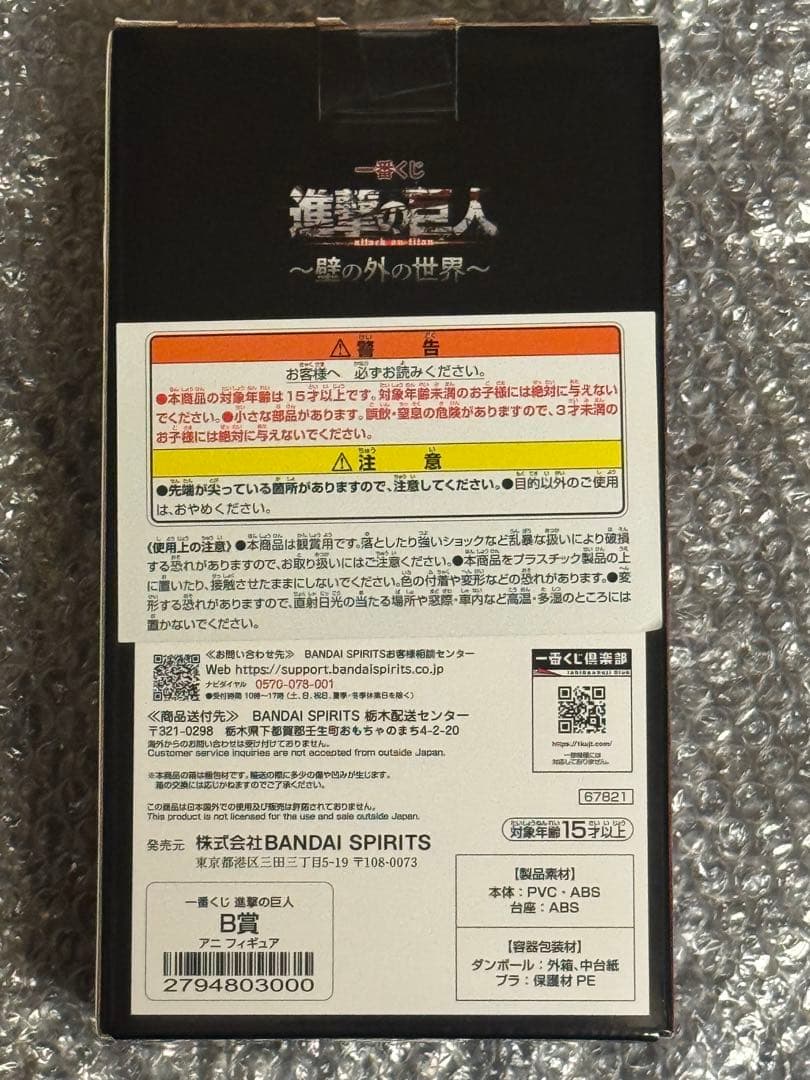 一番くじ
進撃の巨人
attack on titan
～壁の外の世界～
⚠警告
お客様へ 必ずお読みください。
●本商品の対象年齢は15才以上です。対象年齢未満のお子様には絶対に与えない
でください。●小さな部品があります。誤飲・窒息の危険がありますので、3才未満の
お子様には絶対に与えないでください。
⚠注意
●先端が尖っている箇所がありますので、注意してください。●目的以外のご使用
は、おやめください。
《使用上の注意》●本商品は観賞用です。落としたり強いショックなど乱暴な扱いにより破損
する恐れがありますので、お取り扱いにはご注意ください。●本商品をプラスチック製品の上
に置いたり、接触させたままにしないでください。色の付着や変形などの恐れがあります。●変
形する恐れがありますので、直射日光の当たる場所や窓際・車内など高温・多湿のところには
置かないでください。
≪お問い合わせ先≫ BANDAI SPIRITSお客様相談センター
Web https://support.bandaispirits.co.jp
ナビダイヤル 0570-078-001
●受付時間 10時～17時(土、日、祝日、夏季・冬季休業日を除く)
≪商品送付先≫ BANDAI SPIRITS 栃木配送センター
〒321-0298 栃木県下都賀郡壬生町おもちゃのまち4-2-20
海外からのお問い合わせは受け付けておりません。
Customer service inquiries are not accepted from outside Japan.
※本商品の箱は梱包材です。輸送の際に多少の傷や凹みが生じます。
箱の交換には応じかねますのでご了承ください。
この商品は日本国外での使用及び販売は許諾されておりません。
This product is not licensed for the use and sale outside Japan.
発売元 株式会社BANDAI SPIRITS
東京都港区三田三丁目5-19 〒108-0073
一番くじ倶楽部
Ichibankuji Club
https://1kuji.com/
一部機種には
対応しておりません。
67821
対象年齢15才以上
一番くじ 進撃の巨人
B賞
アニ フィギュア
2794803000
【製品素材】
本体:PVC・ABS
台座:ABS
【容器包装材】
ダンボール:外箱、中台紙
プラ:保護材 PE